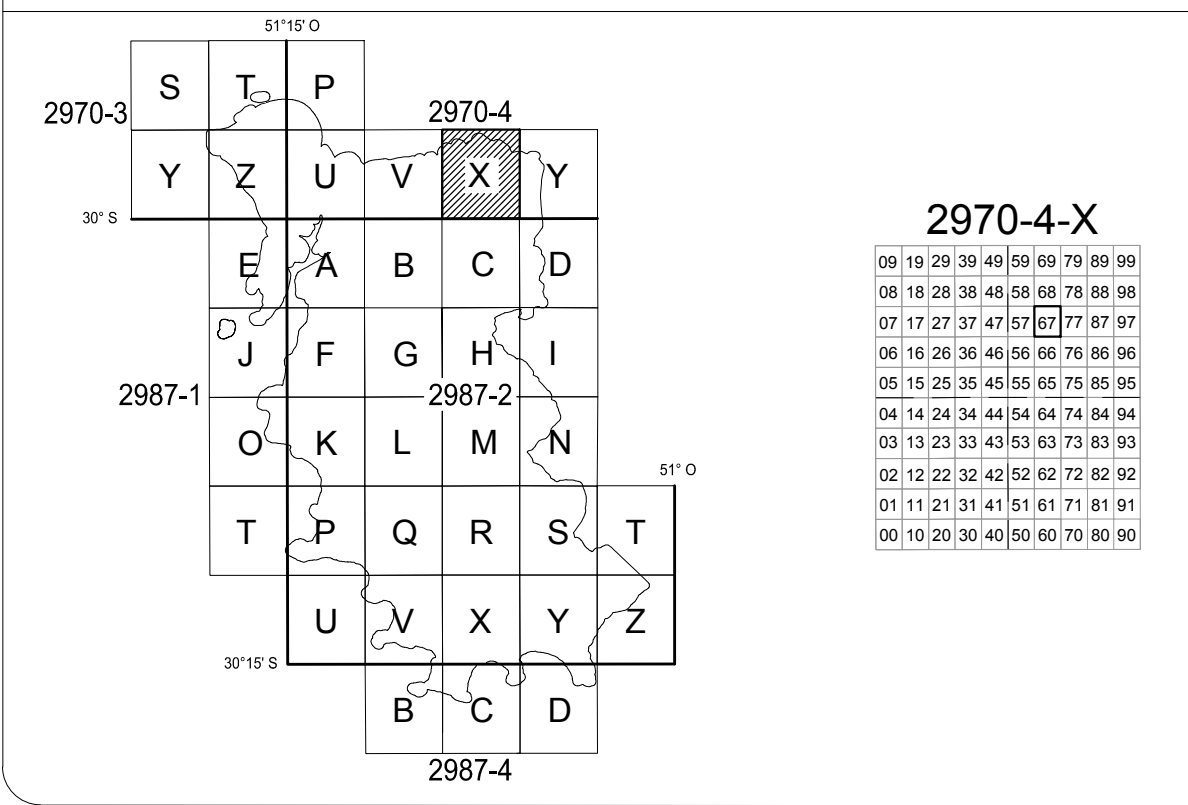 51°15' O
S T P
2970-3 2970-4
Y Z U V X Y
30° S
E A B C D
J F G H I
2987-1 2987-2
O K L M N
51° O
T P Q R S T
U V X Y Z
30°15' S
B C D
2987-4
2970-4-X
09 19 29 39 49 59 69 79 89 99
08 18 28 38 48 58 68 78 88 98
07 17 27 37 47 57 67 77 87 97
06 16 26 36 46 56 66 76 86 96
05 15 25 35 45 55 65 75 85 95
04 14 24 34 44 54 64 74 84 94
03 13 23 33 43 53 63 73 83 93
02 12 22 32 42 52 62 72 82 92
01 11 21 31 41 51 61 71 81 91
00 10 20 30 40 50 60 70 80 90